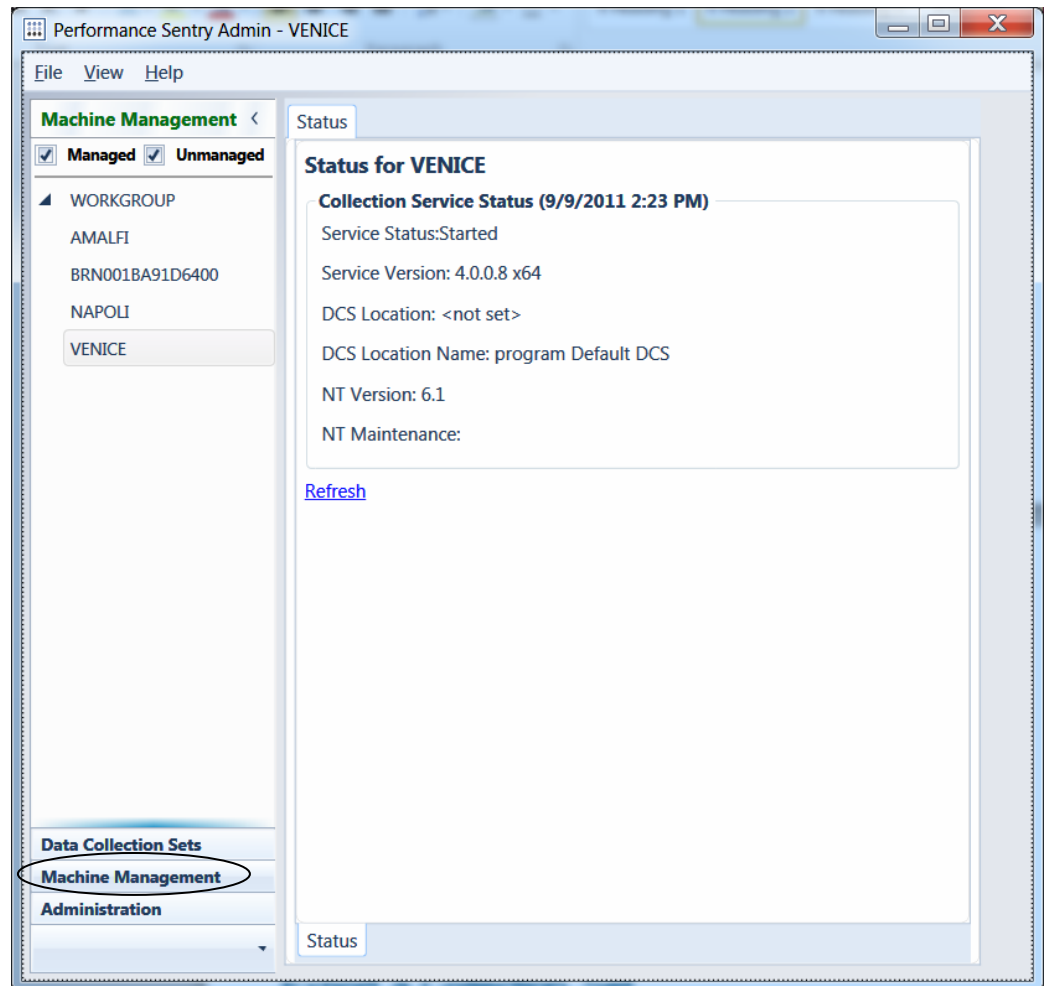 Performance Sentry Admin - VENICE
File View Help
Machine Management
Managed Unmanaged
WORKGROUP
AMALFI
BRN001BA91D6400
NAPOLI
VENICE
Data Collection Sets
Machine Management
Administration
Status
Status for VENICE
Collection Service Status (9/9/2011 2:23 PM)
Service Status:Started
Service Version: 4.0.0.8 x64
DCS Location: <not set>
DCS Location Name: program Default DCS
NT Version: 6.1
NT Maintenance:
Refresh
Status